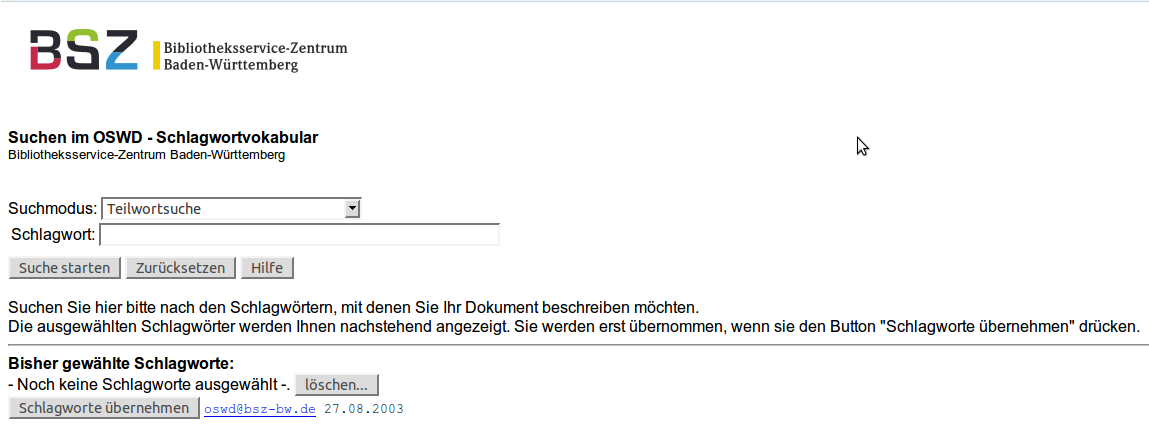 BSZ
Bibliotheksservice-Zentrum
Baden-Württemberg
Suchen im OSWD - Schlagwortvokabular
Bibliotheksservice-Zentrum Baden-Württemberg
Suchmodus: Teilwortsuche
Schlagwort:
Suche starten Zurücksetzen Hilfe
Suchen Sie hier bitte nach den Schlagwörtern, mit denen Sie Ihr Dokument beschreiben möchten.
Die ausgewählten Schlagwörter werden Ihnen nachstehend angezeigt. Sie werden erst übernommen, wenn sie den Button "Schlagworte übernehmen" drücken.
Bisher gewählte Schlagworte:
- Noch keine Schlagworte ausgewählt -. löschen...
Schlagworte übernehmen oswd@bsz-bw.de 27.08.2003